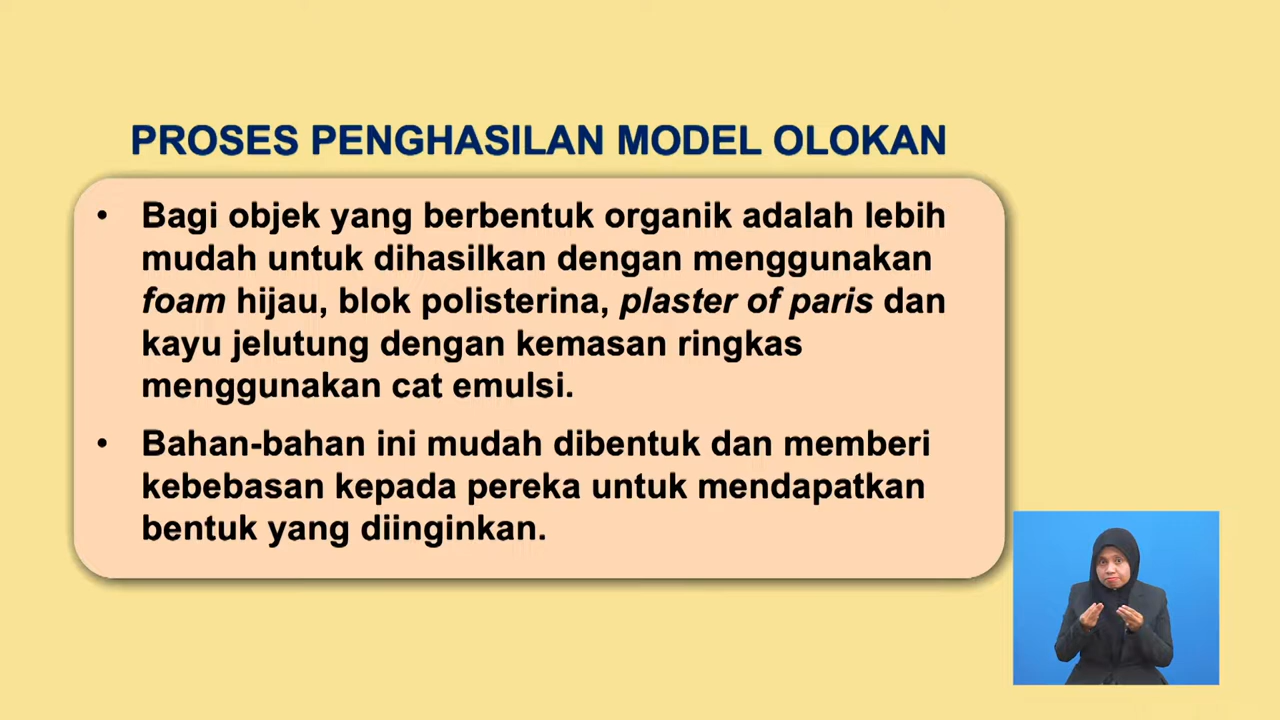 PROSES PENGHASILAN MODEL OLOKAN
• Bagi objek yang berbentuk organik adalah lebih
mudah untuk dihasilkan dengan menggunakan
foam hijau, blok polisterina, plaster of paris dan
kayu jelutung dengan kemasan ringkas
menggunakan cat emulsi.
• Bahan-bahan ini mudah dibentuk dan memberi
kebebasan kepada pereka untuk mendapatkan
bentuk yang diinginkan.